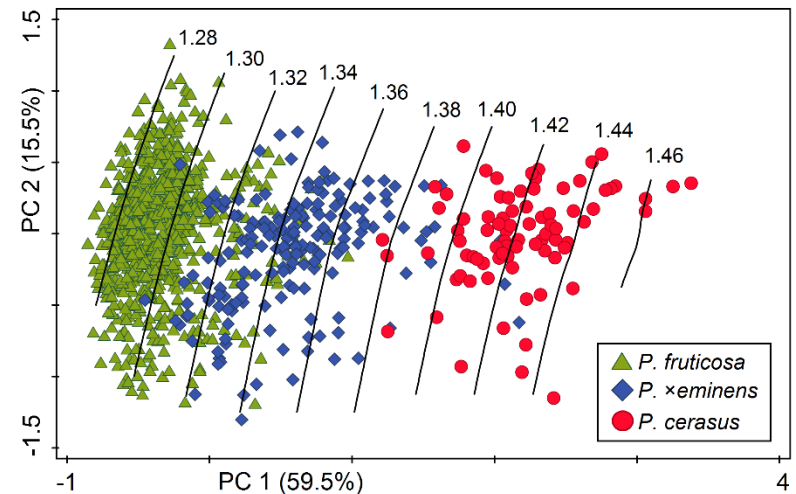 1.5
PC 2 (15.5%)
-1.5
1.28
1.30
1.32
1.34
1.36
1.38
1.40
1.42
1.44
1.46
P. fruticosa
P. ×eminens
P. cerasus
-1
PC 1 (59.5%)
4